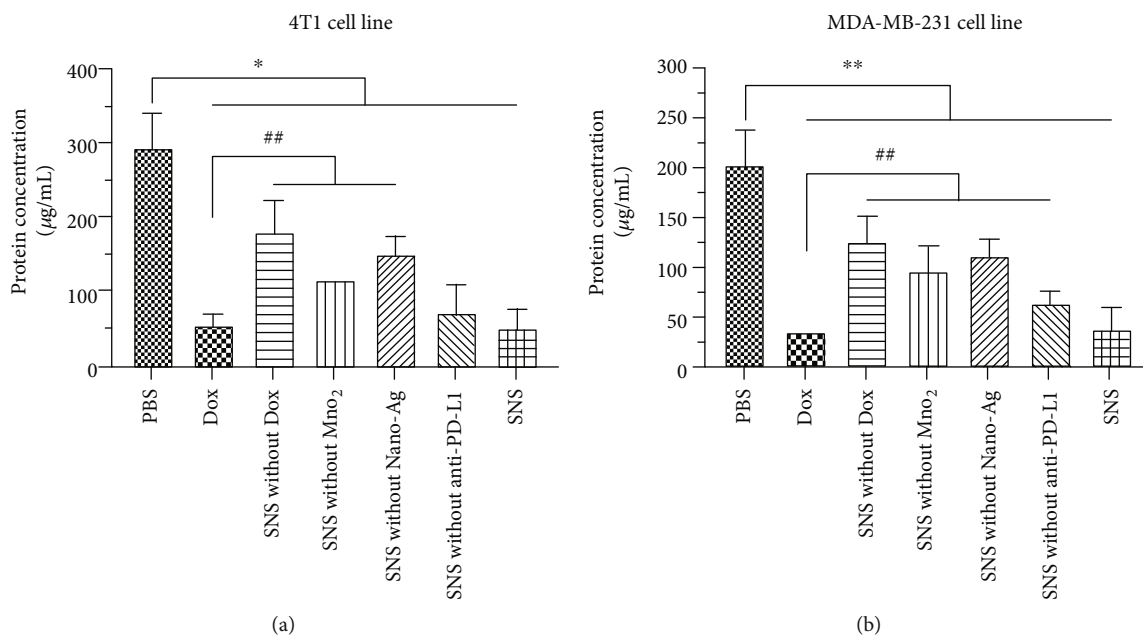 4T1 cell line
Protein concentration
(μg/mL)
400
300
200
100
0
*
##
PBS
Dox
SNS without Dox
SNS without Mno₂
SNS without Nano-Ag
SNS without anti-PD-L1
SNS
(a)
MDA-MB-231 cell line
Protein concentration
(μg/mL)
300
250
200
150
100
50
0
**
##
PBS
Dox
SNS without Dox
SNS without Mno₂
SNS without Nano-Ag
SNS without anti-PD-L1
SNS
(b)